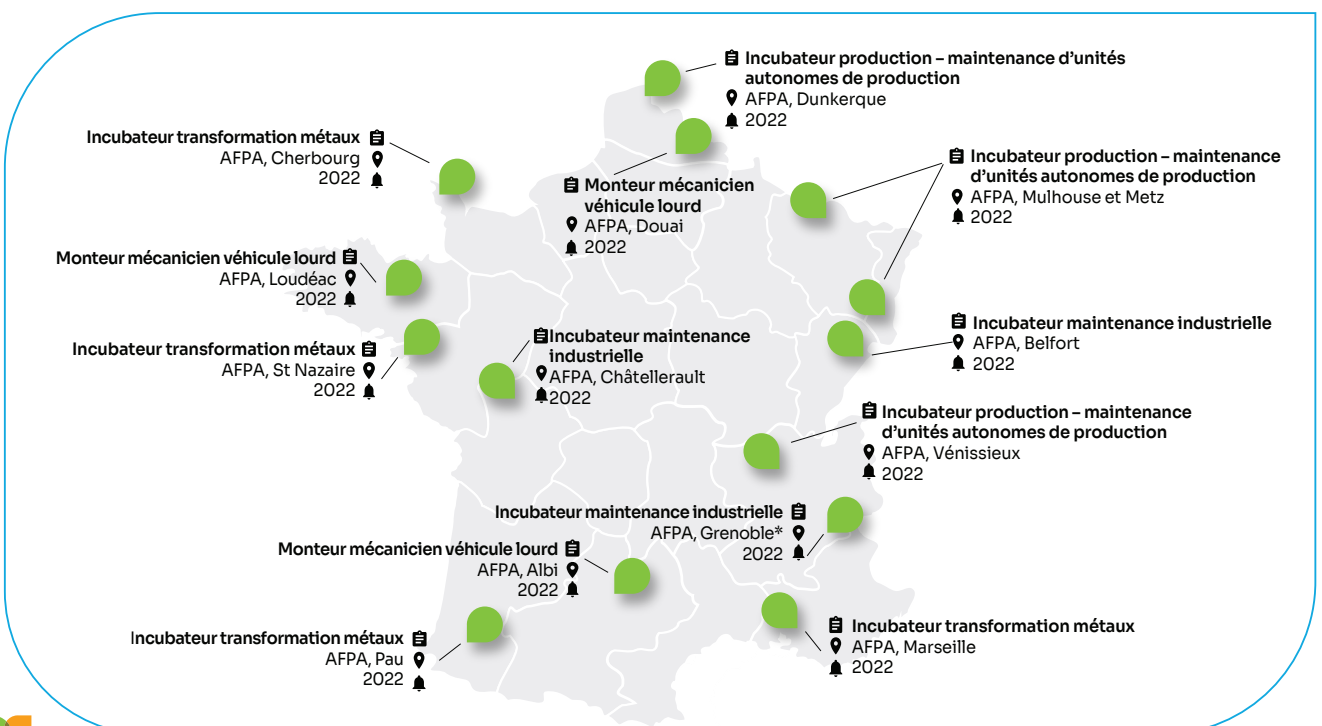 Incubateur production – maintenance d'unités
autonomes de production
AFPA, Dunkerque
2022
Incubateur transformation métaux
AFPA, Cherbourg
2022
Monteur mécanicien
véhicule lourd
AFPA, Douai
2022
Incubateur production – maintenance
d'unités autonomes de production
AFPA, Mulhouse et Metz
2022
Monteur mécanicien véhicule lourd
AFPA, Loudéac
2022
Incubateur transformation métaux
AFPA, St Nazaire
2022
Incubateur maintenance
industrielle
AFPA, Châtellerault
2022
Incubateur maintenance industrielle
AFPA, Belfort
2022
Incubateur production – maintenance
d'unités autonomes de production
AFPA, Vénissieux
2022
Incubateur maintenance industrielle
AFPA, Grenoble*
2022
Monteur mécanicien véhicule lourd
AFPA, Albi
2022
Incubateur transformation métaux
AFPA, Pau
2022
Incubateur transformation métaux
AFPA, Marseille
2022